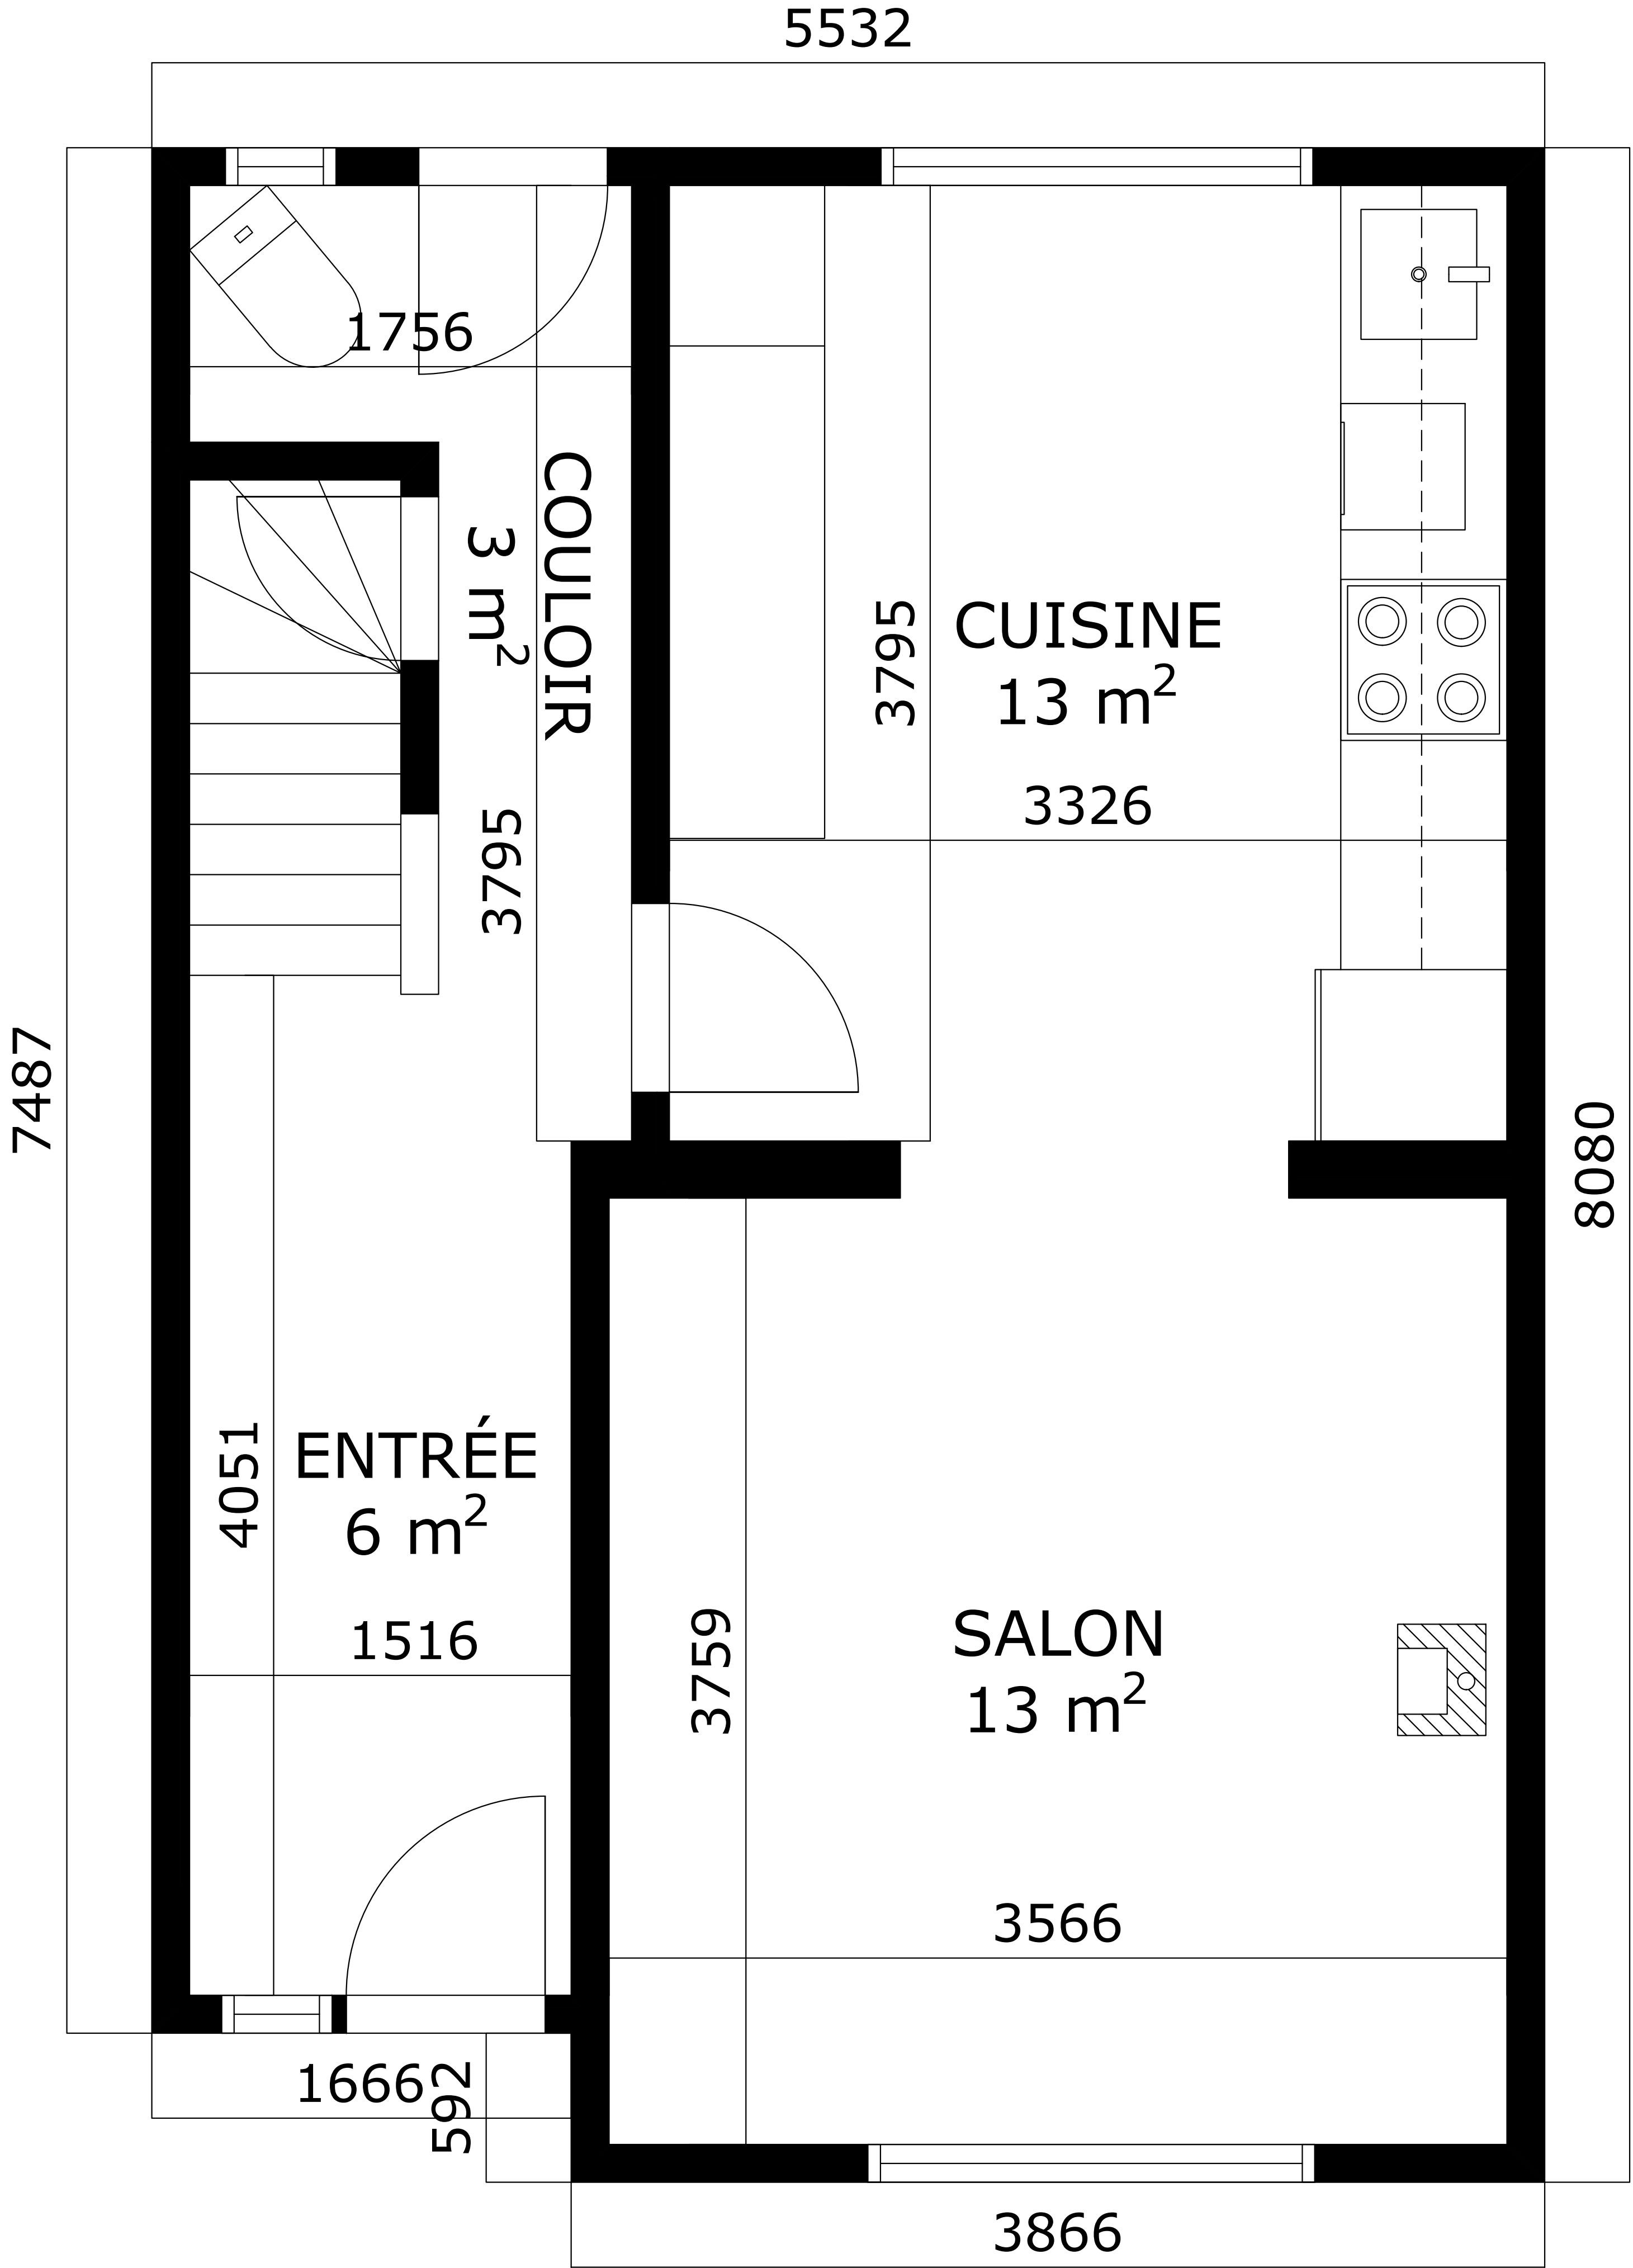 5532
1756
COULOIR
3 m²
3795
CUISINE
13 m²
3795
3326
7487
8080
4051
ENTRÉE
6 m²
1516
3759
SALON
13 m²
3566
1666
592
3866